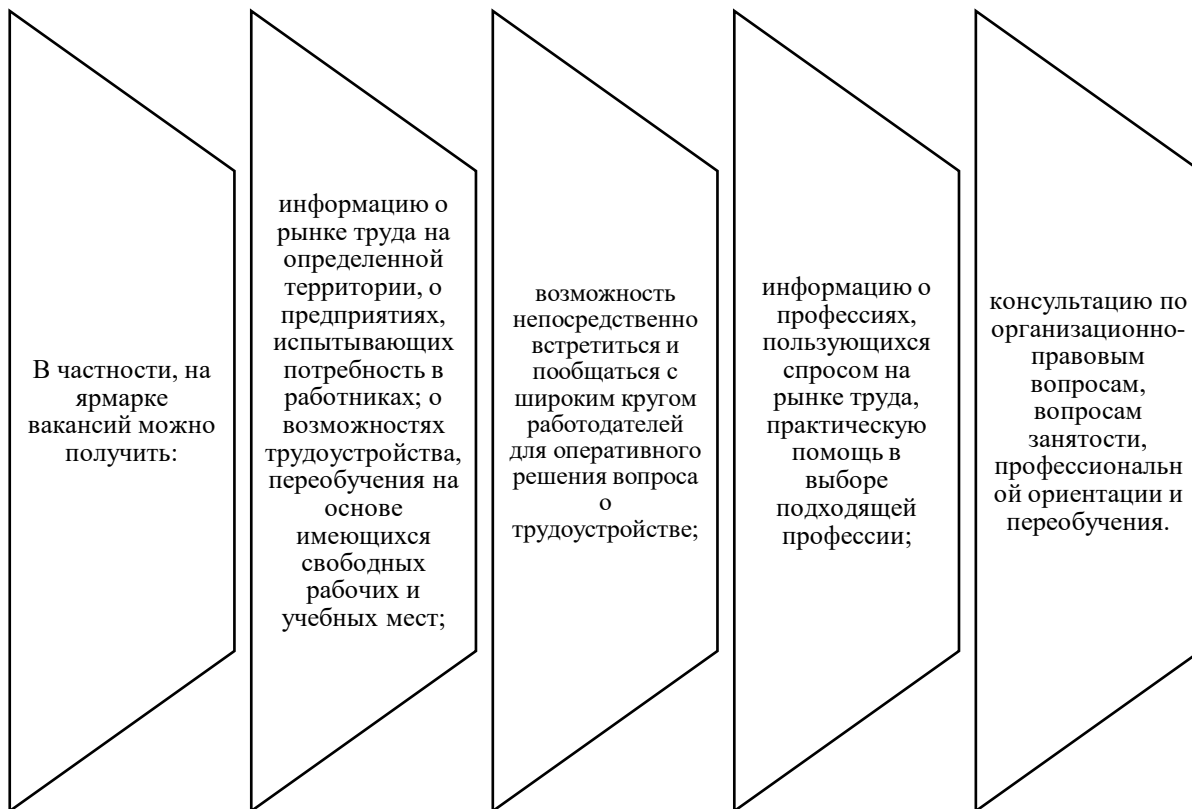 В частности, на
ярмарке
вакансий можно
получить:
информацию о
рынке труда на
определенной
территории, о
предприятиях,
испытывающих
потребность в
работниках; о
возможностях
трудоустройства,
переобучения на
основе
имеющихся
свободных
рабочих и
учебных мест;
возможность
непосредственно
встретиться и
пообщаться с
широким кругом
работодателей
для оперативного
решения вопроса
о
трудоустройстве;
информацию о
профессиях,
пользующихся
спросом на
рынке труда,
практическую
помощь в
выборе
подходящей
профессии;
консультацию по
организационно-
правовым
вопросам,
вопросам
занятости,
профессиональн
ой ориентации и
переобучения.